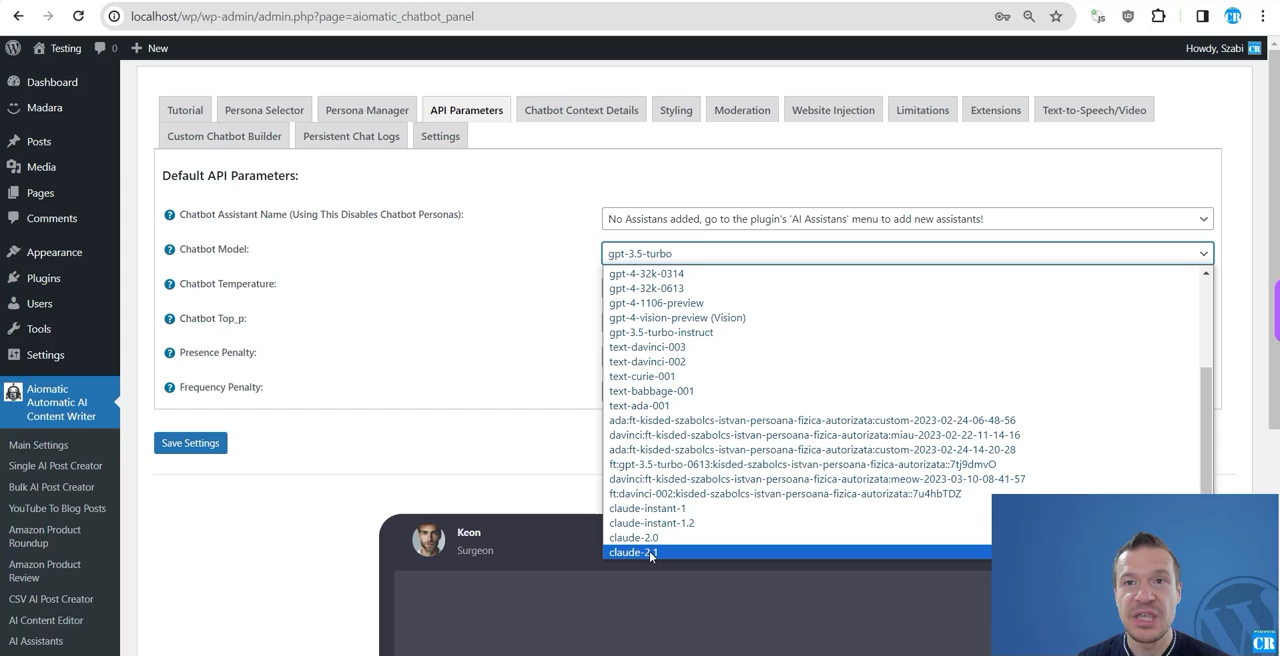 localhost/wp/wp-admin/admin.php?page=aiomatic_chatbot_panel
Testing 0 New Howdy, Szabi CR
Dashboard
Madara
Posts
Media
Pages
Comments
Appearance
Plugins
Users
Tools
Settings
Aiomatic
Automatic AI
Content Writer
Main Settings
Single AI Post Creator
Bulk AI Post Creator
YouTube To Blog Posts
Amazon Product
Roundup
Amazon Product
Review
CSV AI Post Creator
AI Content Editor
AI Assistants
Tutorial Persona Selector Persona Manager API Parameters Chatbot Context Details Styling Moderation Website Injection Limitations Extensions Text-to-Speech/Video
Custom Chatbot Builder Persistent Chat Logs Settings
Default API Parameters:
Chatbot Assistant Name (Using This Disables Chatbot Personas): No Assistans added, go to the plugin's 'AI Assistans' menu to add new assistants!
Chatbot Model: gpt-3.5-turbo
Chatbot Temperature:
Chatbot Top_p:
Presence Penalty:
Frequency Penalty:
Save Settings
gpt-4-32k-0314
gpt-4-32k-0613
gpt-4-1106-preview
gpt-4-vision-preview (Vision)
gpt-3.5-turbo-instruct
text-davinci-003
text-davinci-002
text-curie-001
text-babbage-001
text-ada-001
ada:ft-kisded-szabolcs-istvan-persoana-fizica-autorizata:custom-2023-02-24-06-48-56
davinci:ft-kisded-szabolcs-istvan-persoana-fizica-autorizata:miau-2023-02-22-11-14-16
ada:ft-kisded-szabolcs-istvan-persoana-fizica-autorizata:custom-2023-02-24-14-20-28
ft:gpt-3.5-turbo-0613:kisded-szabolcs-istvan-persoana-fizica-autorizata::7tj9dmvO
davinci:ft-kisded-szabolcs-istvan-persoana-fizica-autorizata:meow-2023-03-10-08-41-57
ft:davinci-002:kisded-szabolcs-istvan-persoana-fizica-autorizata::7u4hbTDZ
claude-instant-1
claude-instant-1.2
claude-2.0
claude-2.1
Keon
Surgeon
CR